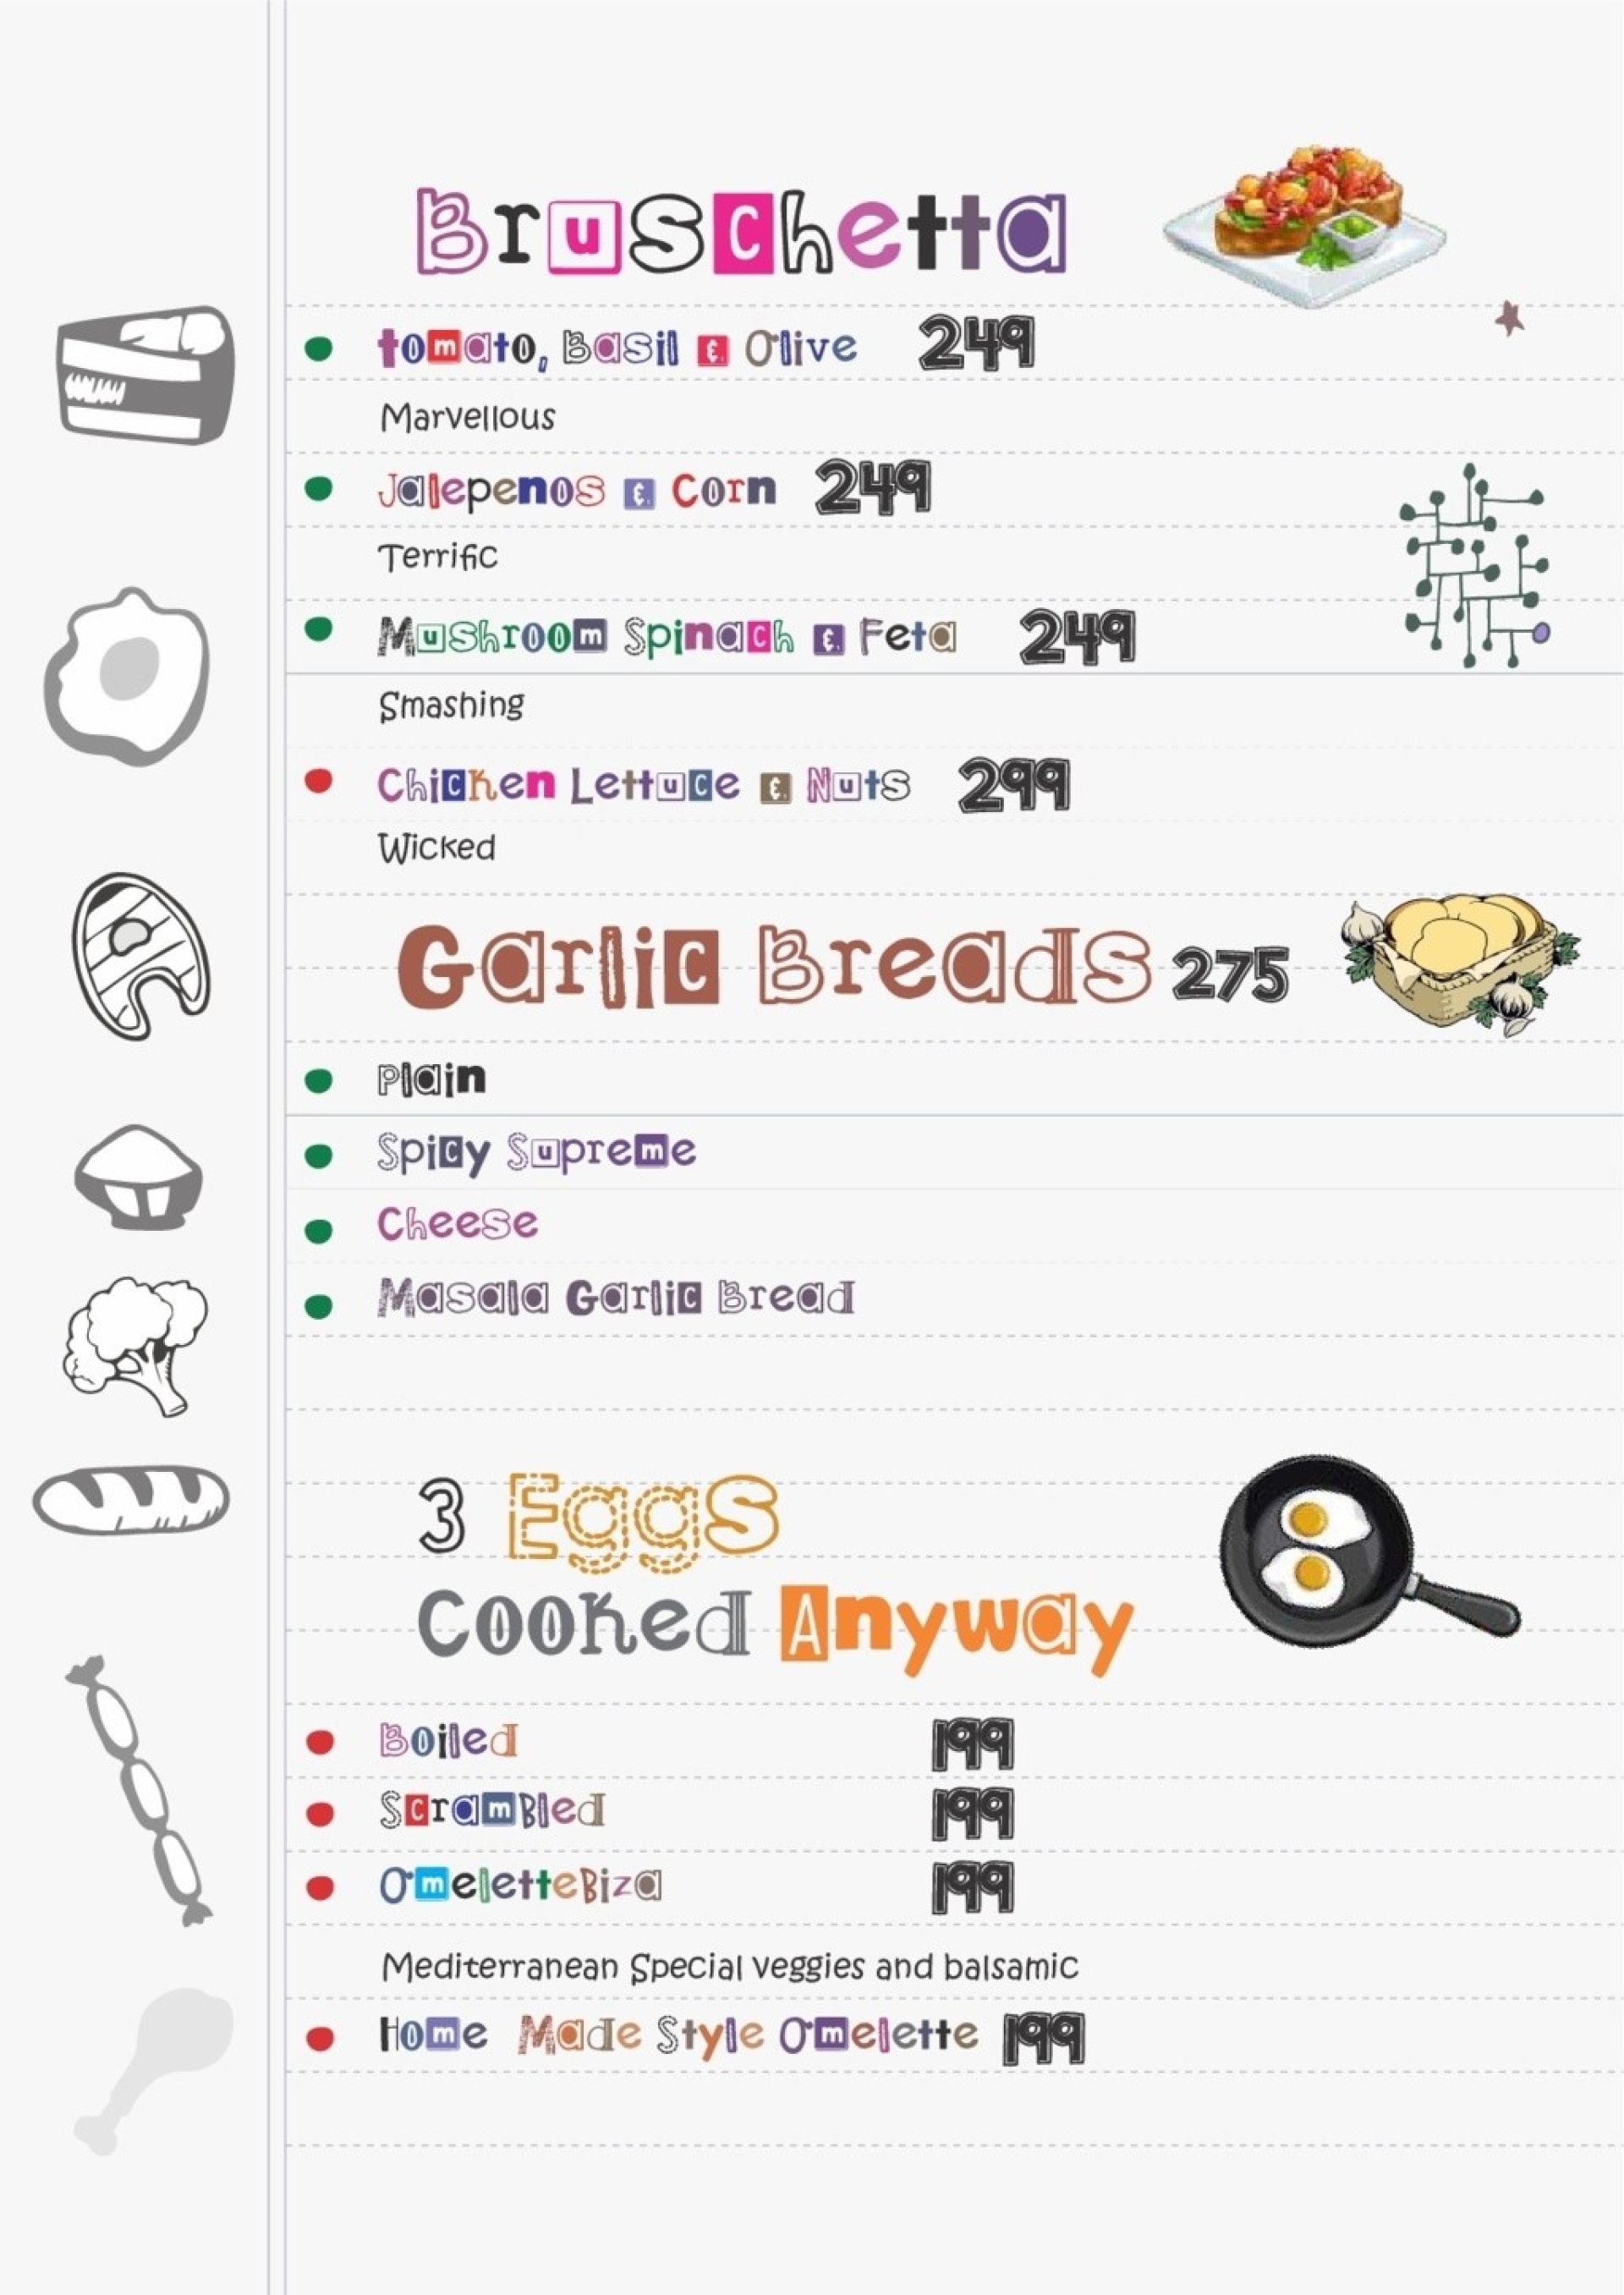 Bruschetta
tomato, Basil & Olive 249
Marvellous
Jalepenos & Corn 249
Terrific
Mushroom Spinach & Feta 249
Smashing
Chicken Lettuce & Nuts 299
Wicked
Garlic Breads 275
Plain
Spicy Supreme
Cheese
Masala Garlic Bread
3 Eggs
Cooked Anyway
Boiled 199
Scrambled 199
OmeletteBiza 199
Mediterranean Special veggies and balsamic
Home Made Style Omelette 199